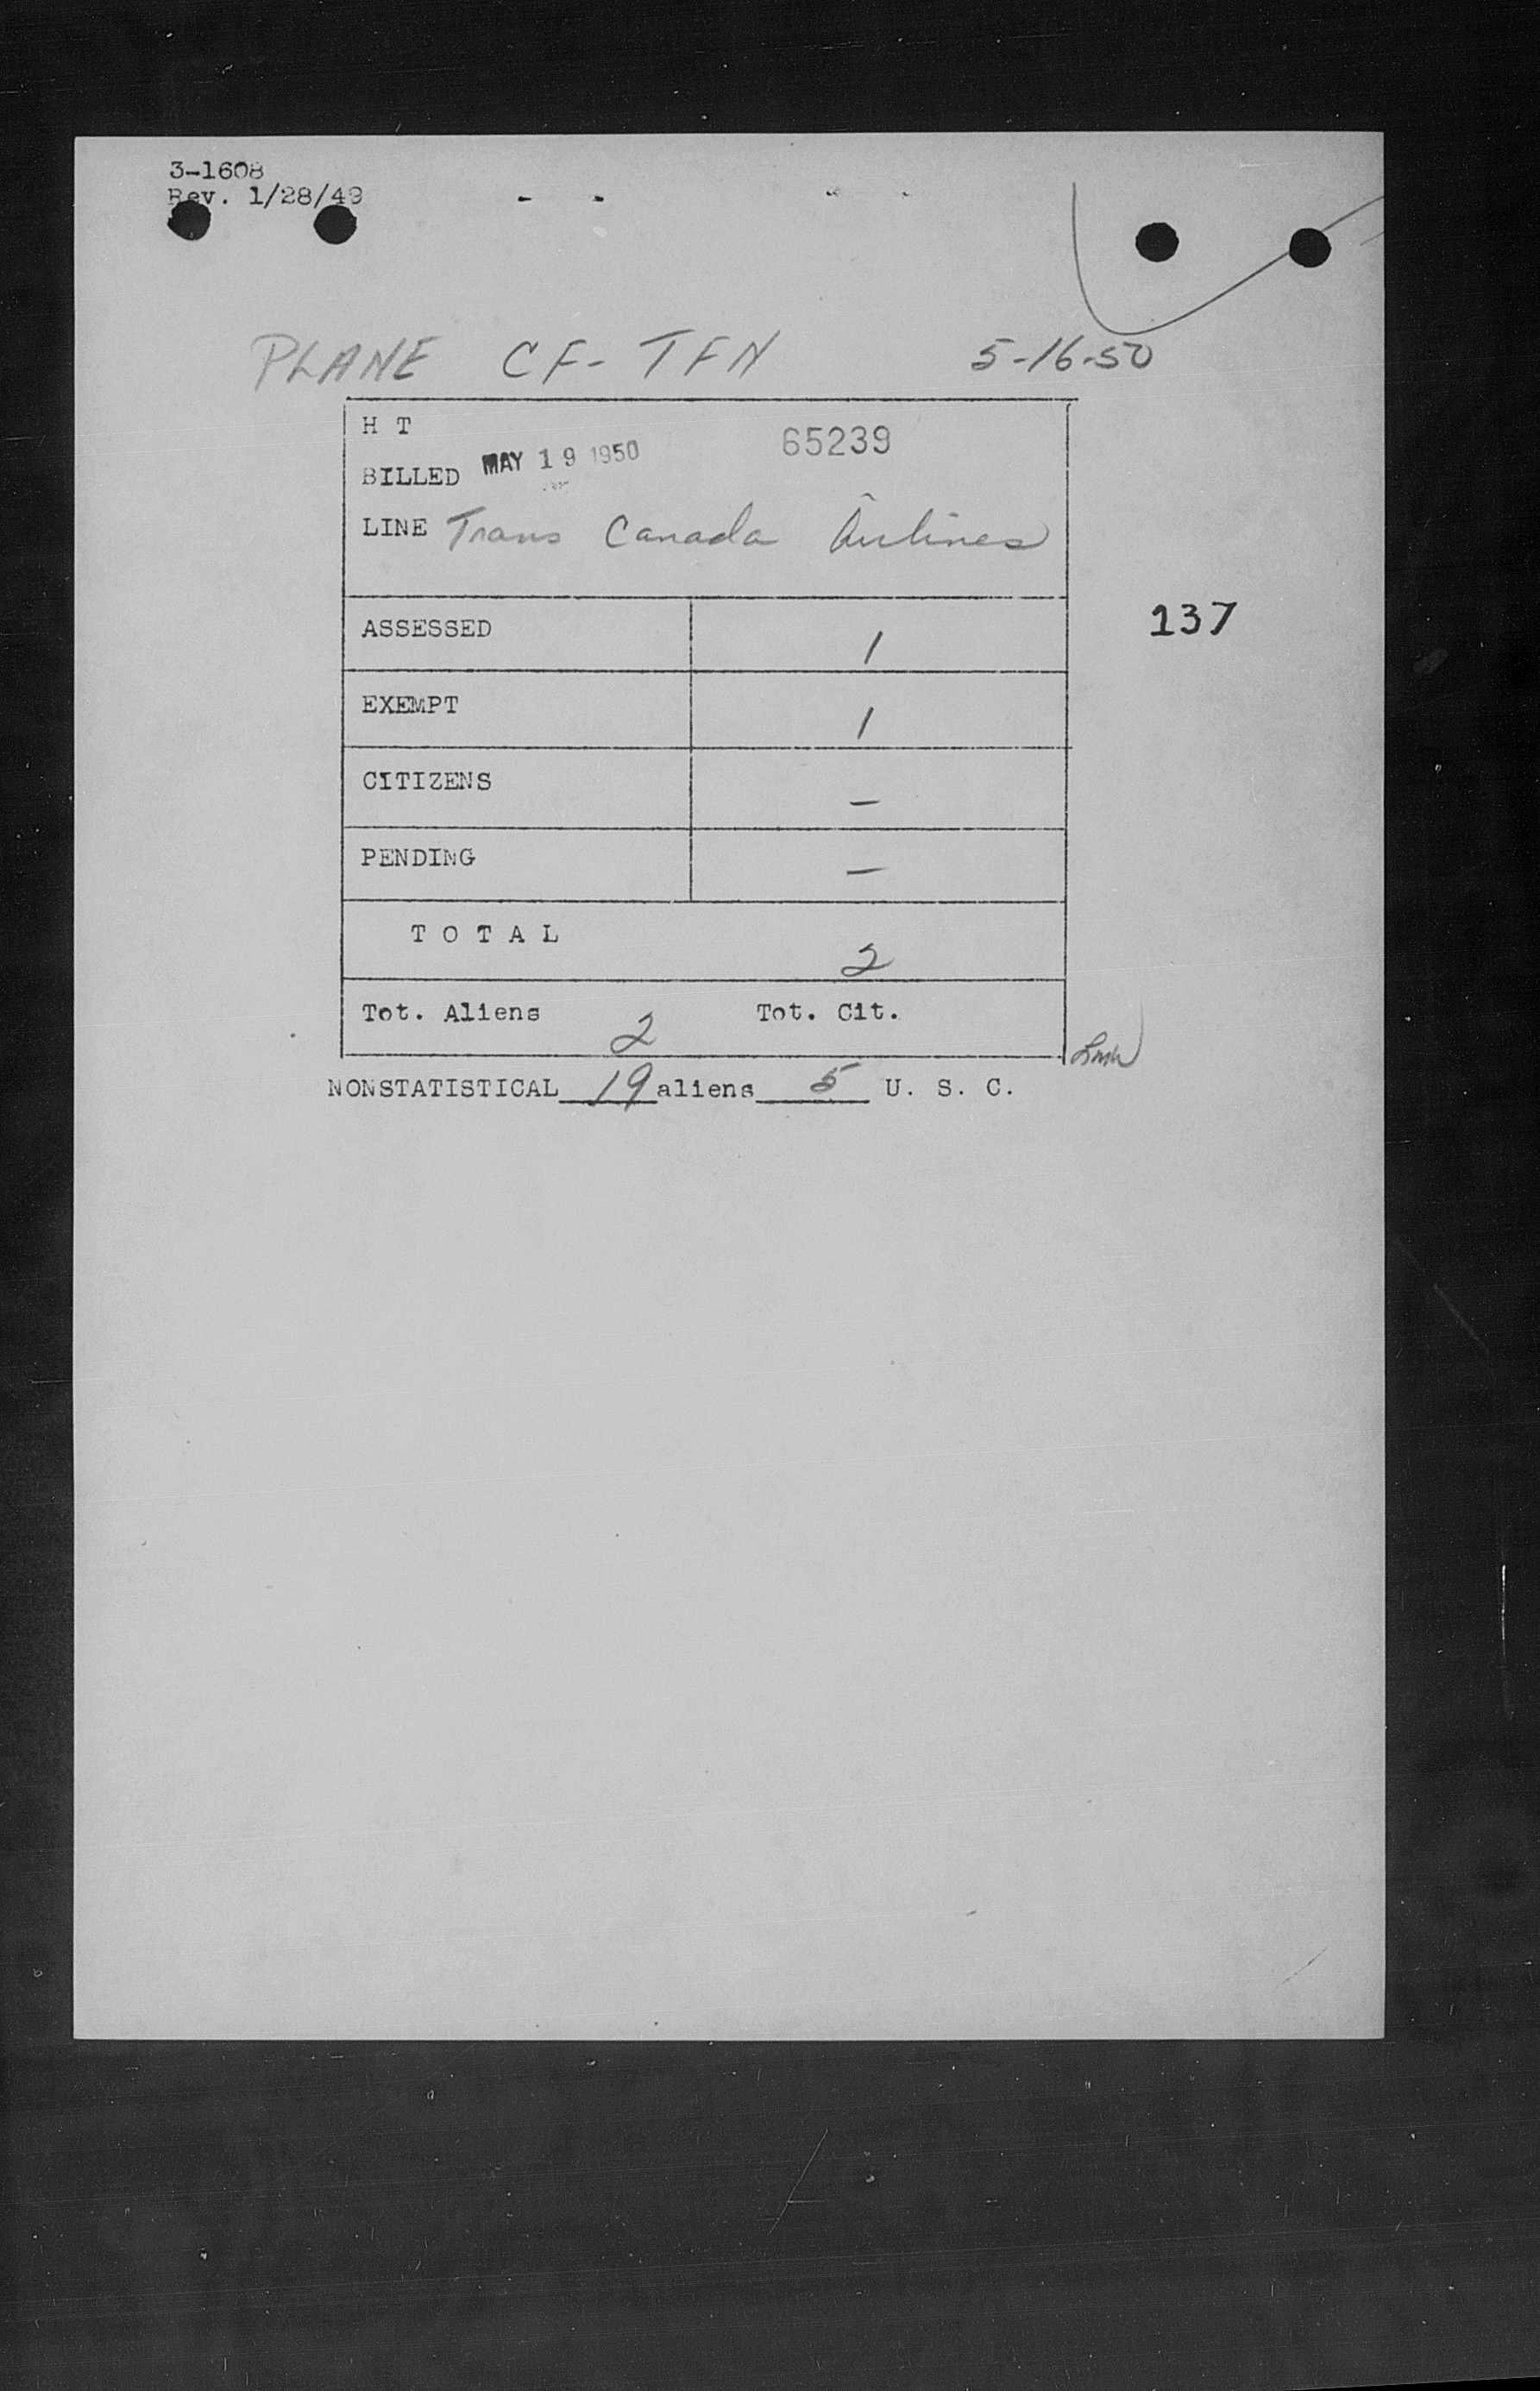 3-1608
Rev. 1/28/49
PLANE CF-TFN 5-16-50
H T
BILLED MAY 19 1950 65239
LINE Trans Canada Airlines
ASSESSED 1
137
EXEMPT 1
CITIZENS –
PENDING –
T O T A L 2
Tot. Aliens 2 Tot. Cit.
NONSTATISTICAL 19 aliens 5 U. S. C.